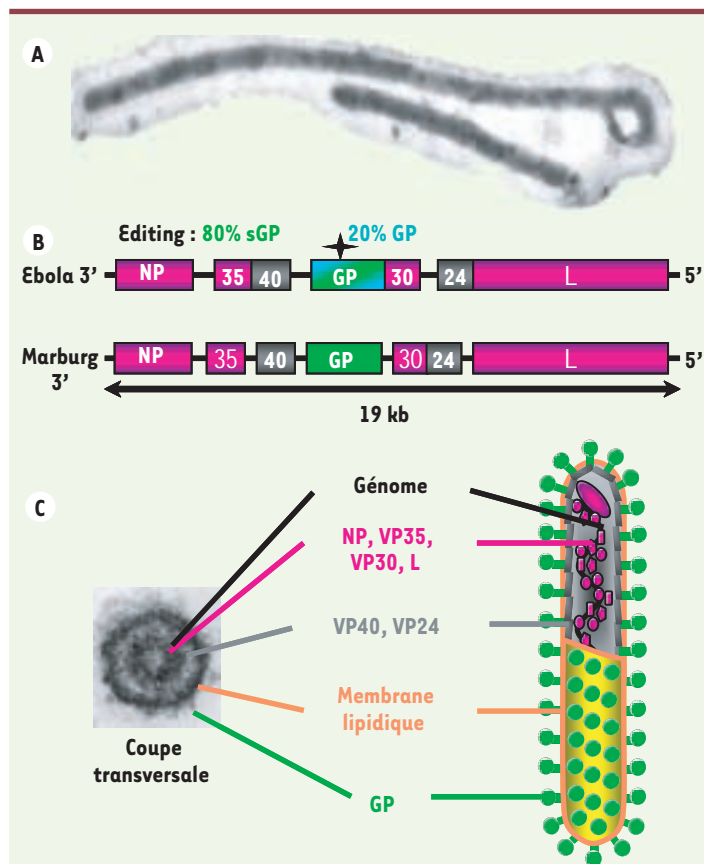 A
B
Editing : 80% sGP 20% GP
Ebola 3’ NP 35 40 GP 30 24 L 5’
Marburg 3’ NP 35 40 GP 30 24 L 5’
19 kb
C
Génome
NP, VP35,
VP30, L
VP40, VP24
Membrane
lipidique
Coupe
transversale
GP